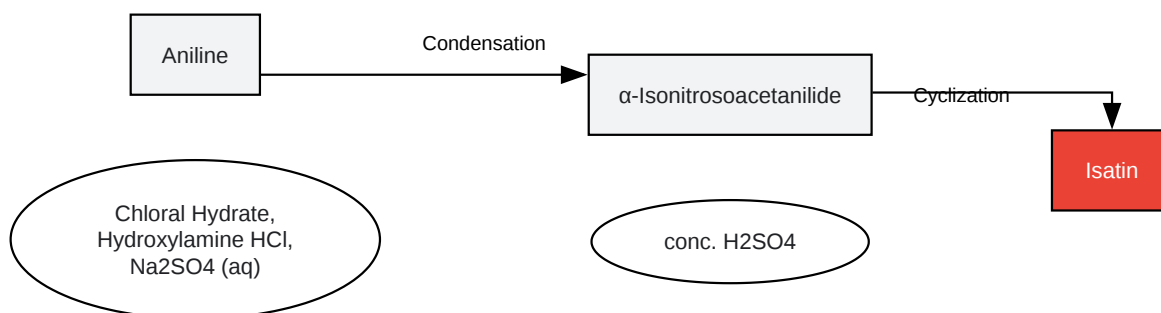 Aniline
Condensation
α-Isonitrosoacetanilide
Cyclization
Isatin
Chloral Hydrate,
Hydroxylamine HCl,
Na2SO4 (aq)
conc. H2SO4